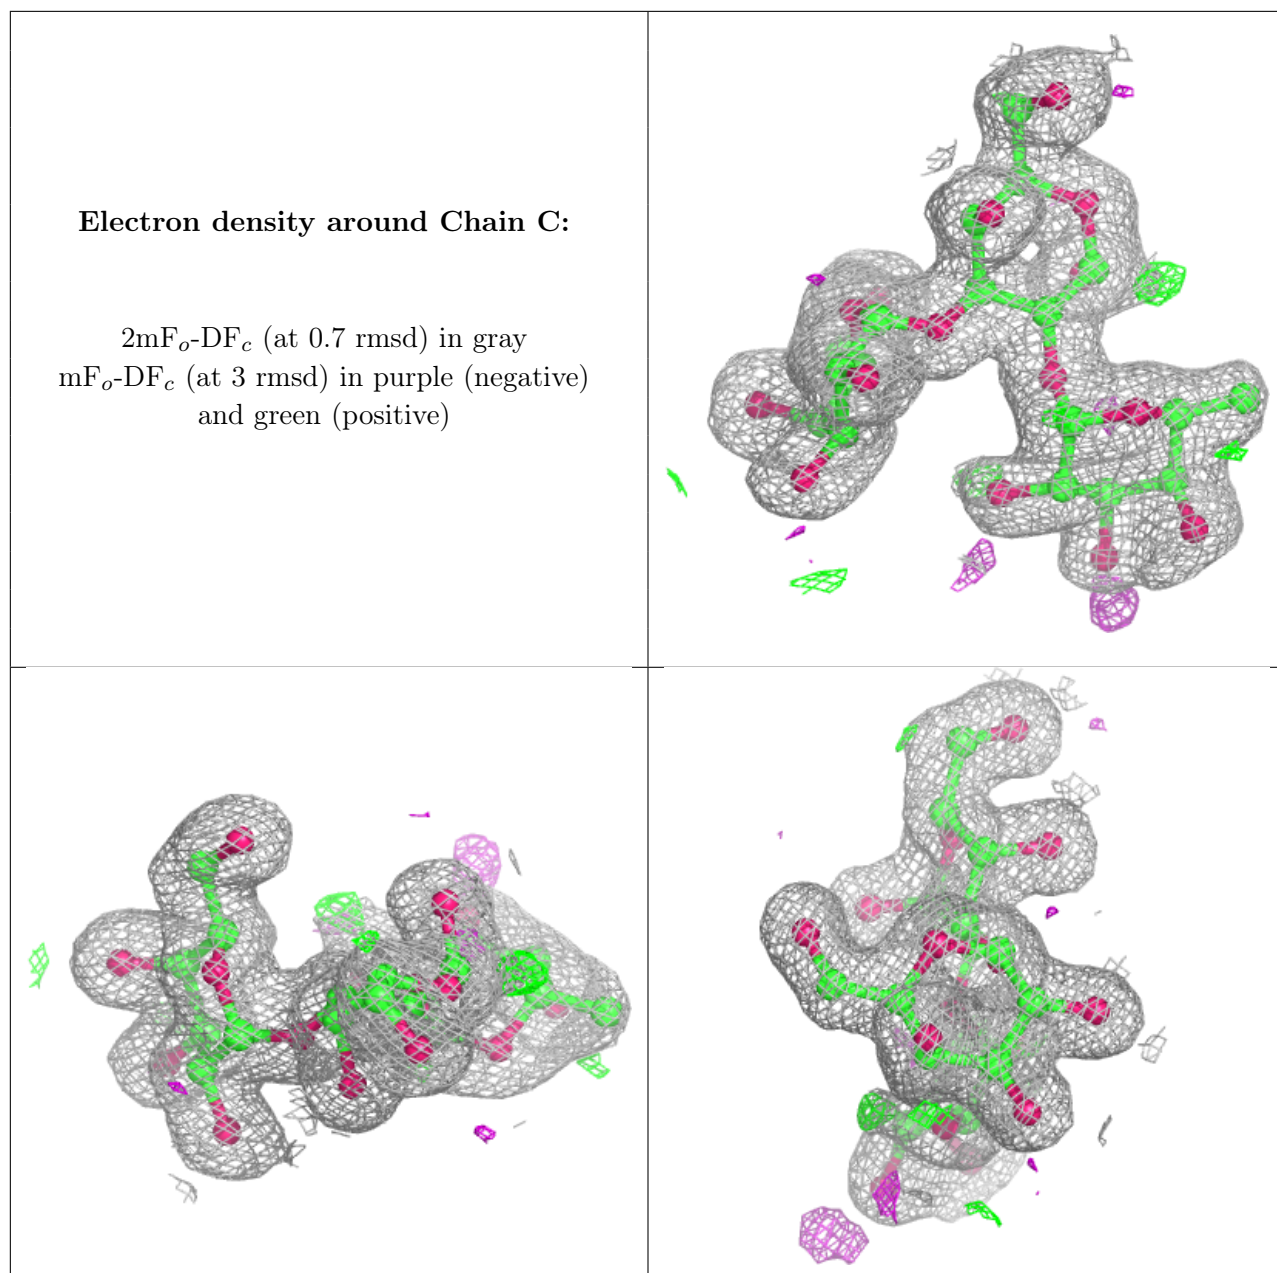 Electron density around Chain C:
2mFo-DFc (at 0.7 rmsd) in gray
mFo-DFc (at 3 rmsd) in purple (negative)
and green (positive)